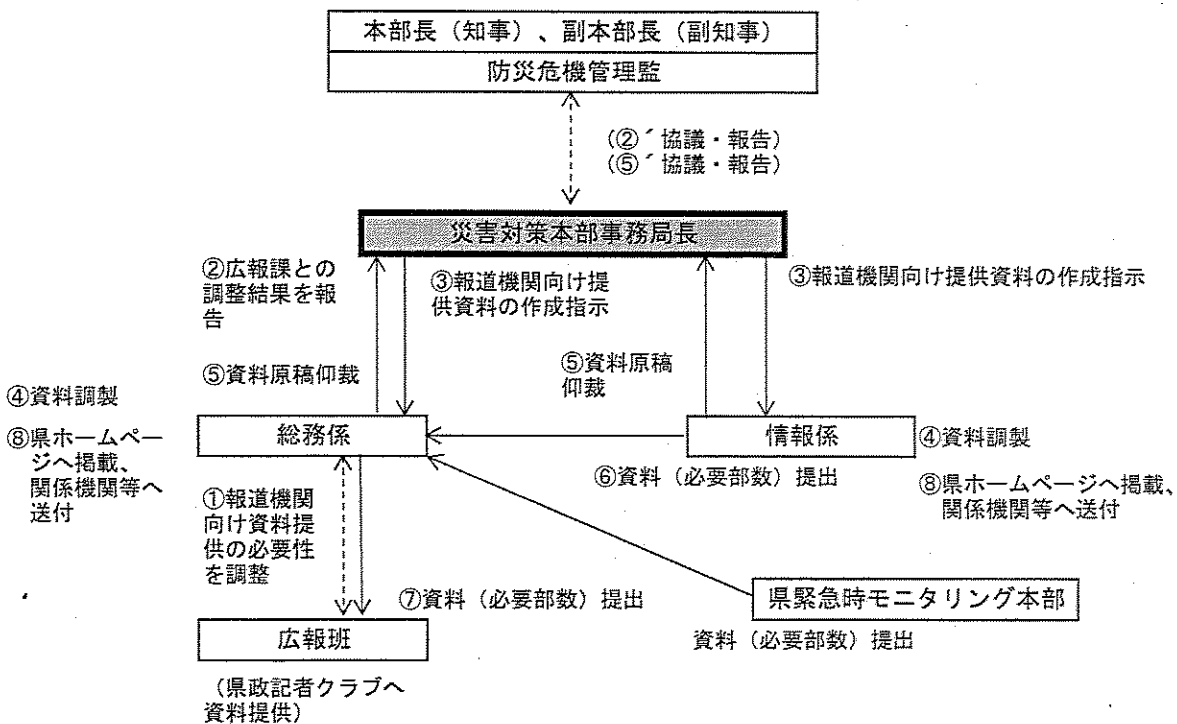 本部長（知事）、副本部長（副知事）
防災危機管理監
（②´協議・報告）
（⑤´協議・報告）
災害対策本部事務局長
②広報課との
調整結果を報
告
③報道機関向け提
供資料の作成指示
③報道機関向け提供資料の作成指示
⑤資料原稿仰裁
⑤資料原稿
仰裁
④資料調製
⑧県ホームペー
ジへ掲載、
関係機関等へ
送付
総務係
情報係
④資料調製
⑥資料（必要部数）提出
⑧県ホームページへ掲載、
関係機関等へ送付
①報道機関
向け資料提
供の必要性
を調整
⑦資料（必要部数）提出
県緊急時モニタリング本部
資料（必要部数）提出
広報班
（県政記者クラブへ
資料提供）